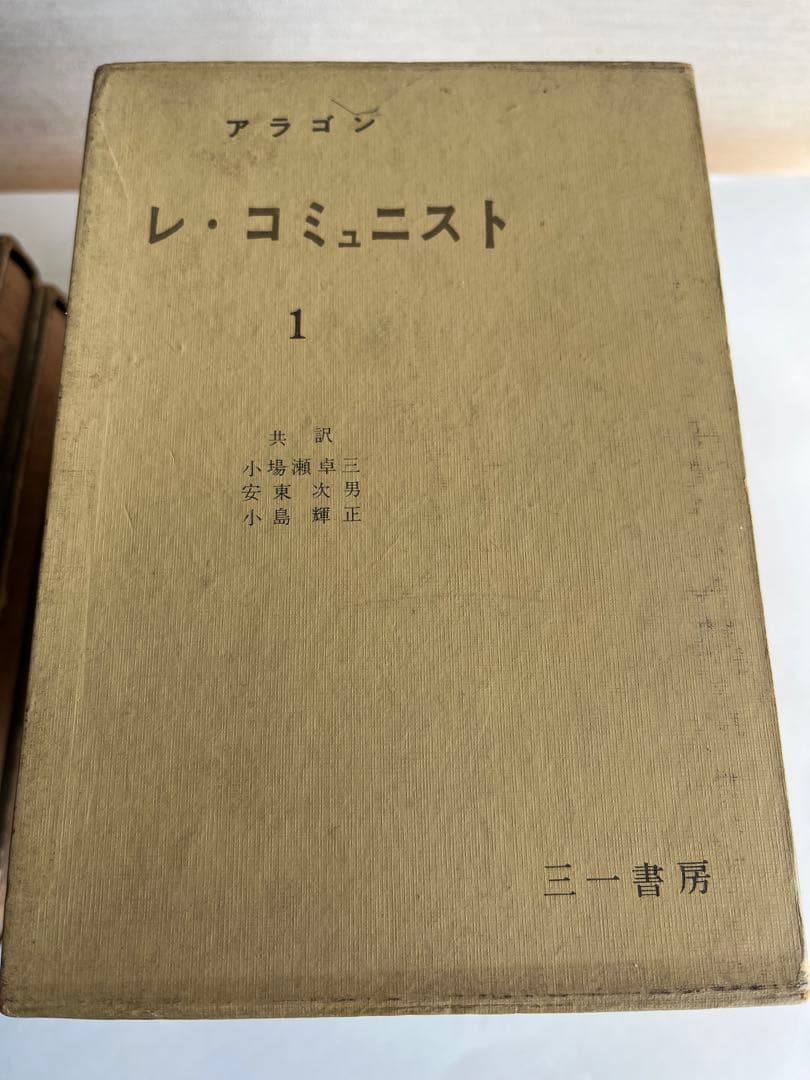 アラゴン
レ・コミュニスト
1
共訳
小場瀬卓三
安東次男
小島輝正
三一書房